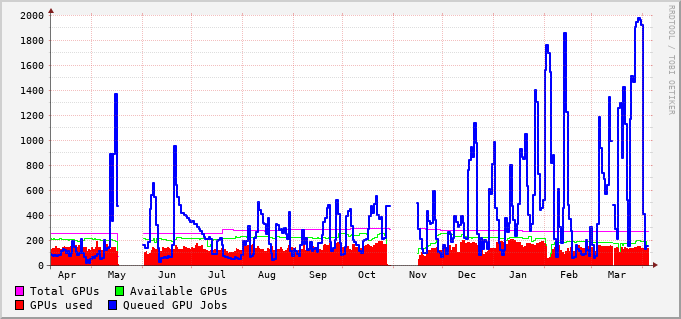 RRDTOOL / TOBI OETIKER
2000
1800
1600
1400
1200
1000
800
600
400
200
0
Apr May Jun Jul Aug Sep Oct Nov Dec Jan Feb Mar
Total GPUs Available GPUs
GPUs used Queued GPU Jobs